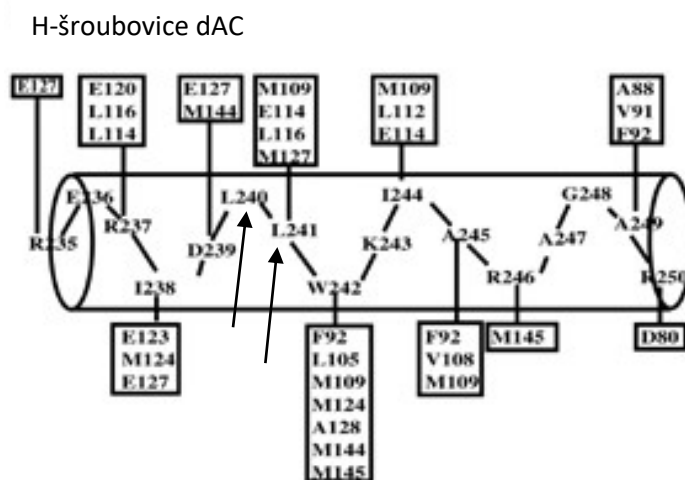 H-šroubovice dAC
E127
E120
L116
L114
E127
M144
M109
E114
L116
M127
M109
L112
E114
A88
V91
F92
R235
E236
R237
I238
D239
L240
L241
W242
K243
I244
A245
R246
A247
G248
A249
R250
E123
M124
E127
F92
L105
M109
M124
A128
M144
M145
F92
V108
M109
M145
D80